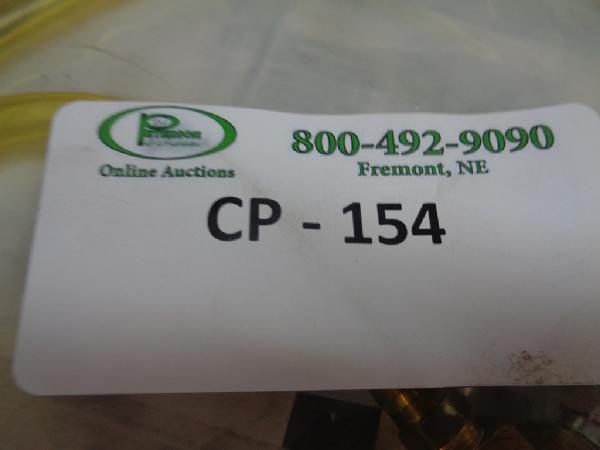 800-492-9090
Online Auctions
Fremont, NE
CP - 154